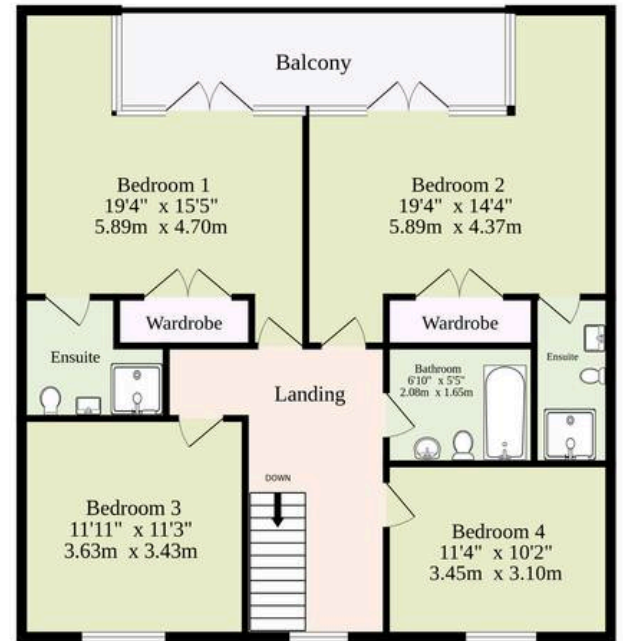 Balcony
Bedroom 1
19'4" x 15'5"
5.89m x 4.70m
Bedroom 2
19'4" x 14'4"
5.89m x 4.37m
Wardrobe
Wardrobe
Ensuite
Ensuite
Bathroom
6'10" x 5'5"
2.08m x 1.65m
Landing
DOWN
Bedroom 3
11'11" x 11'3"
3.63m x 3.43m
Bedroom 4
11'4" x 10'2"
3.45m x 3.10m